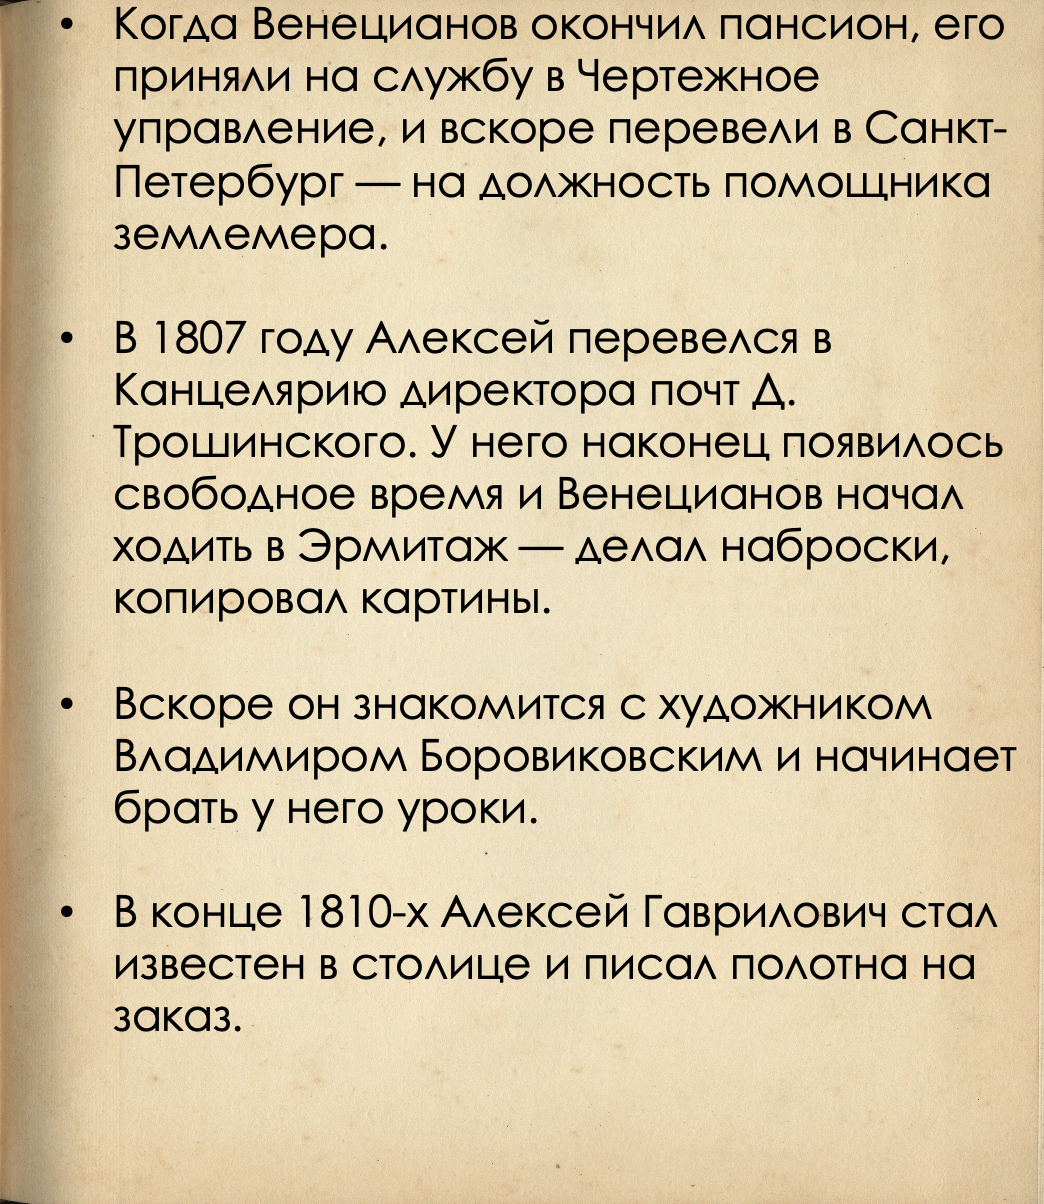 • Когда Венецианов окончил пансион, его
приняли на службу в Чертежное
управление, и вскоре перевели в Санкт-
Петербург — на должность помощника
землемера.
• В 1807 году Алексей перевелся в
Канцелярию директора почт Д.
Трошинского. У него наконец появилось
свободное время и Венецианов начал
ходить в Эрмитаж — делал наброски,
копировал картины.
• Вскоре он знакомится с художником
Владимиром Боровиковским и начинает
брать у него уроки.
• В конце 1810-х Алексей Гаврилович стал
известен в столице и писал полотна на
заказ.